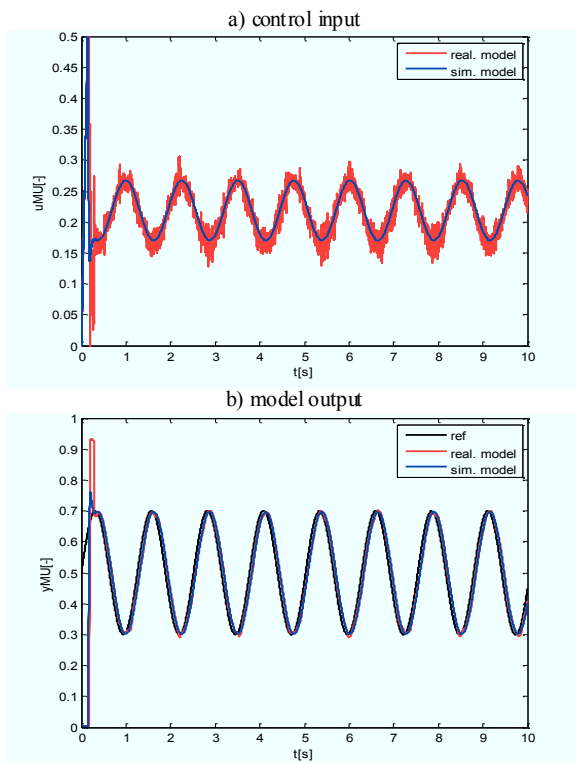 a) control input
0.5
0.45
0.4
0.35
0.3
0.25
0.2
0.15
0.1
0.05
0
uMU[-]
real. model
sim. model
0 1 2 3 4 5 6 7 8 9 10
t[s]
b) model output
1
0.9
0.8
0.7
0.6
0.5
0.4
0.3
0.2
0.1
0
yMU[-]
ref
real. model
sim. model
0 1 2 3 4 5 6 7 8 9 10
t[s]